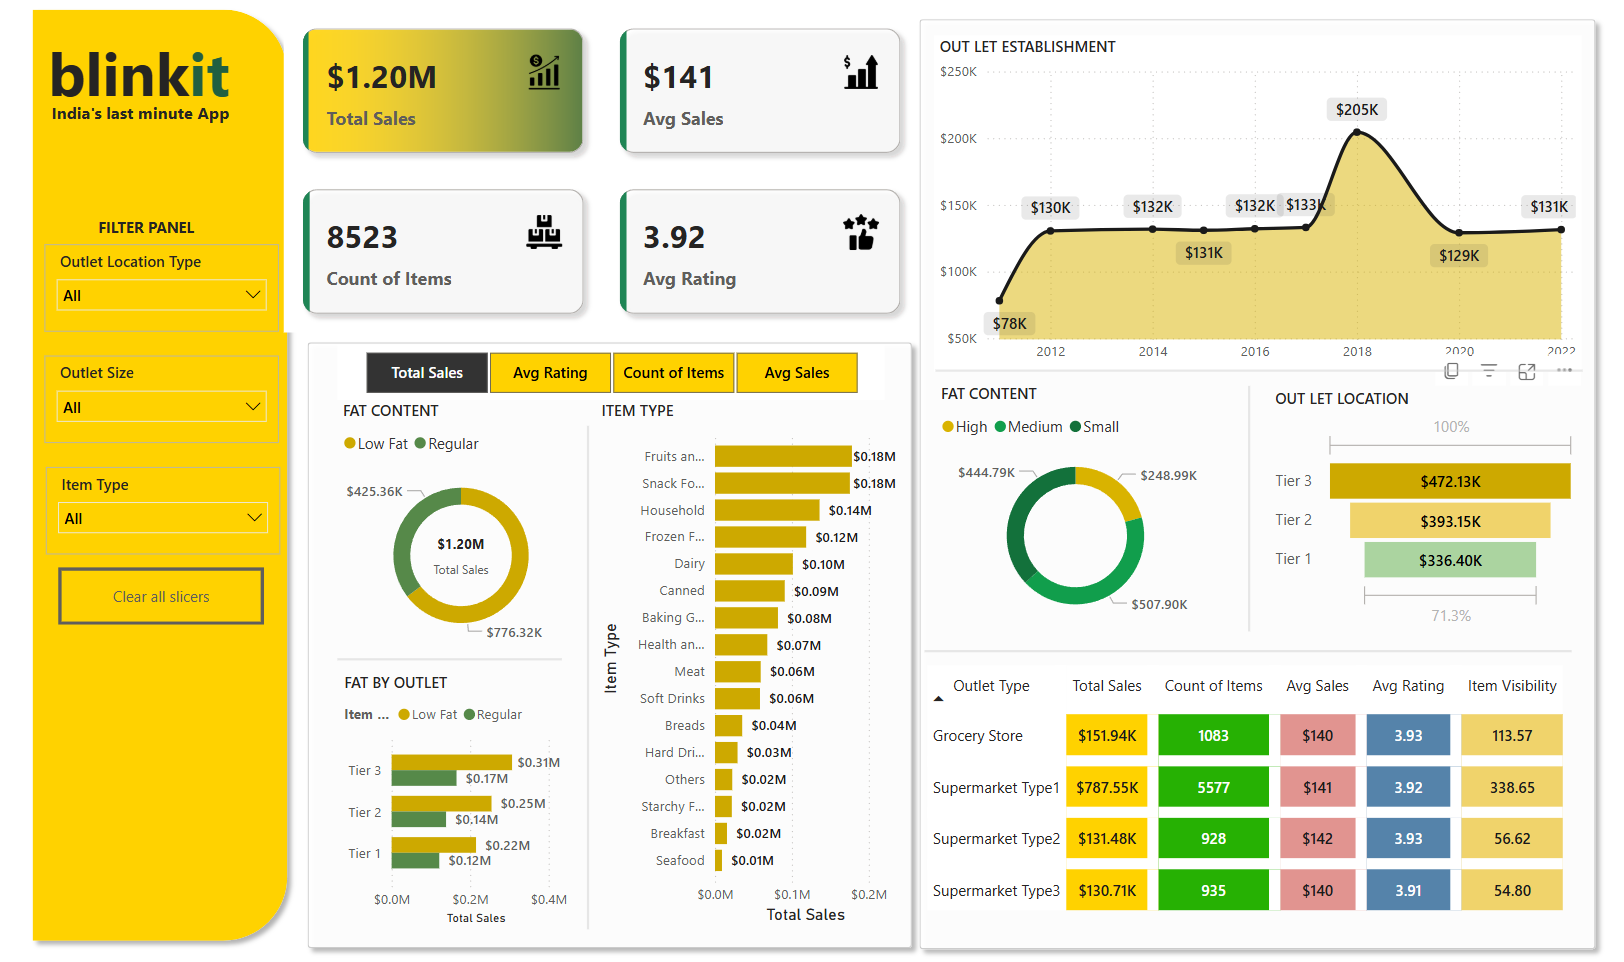 blinkit
India's last minute App
FILTER PANEL
Outlet Location Type
All
Outlet Size
All
Item Type
All
Clear all slicers
$1.20M
Total Sales
$141
Avg Sales
8523
Count of Items
3.92
Avg Rating
Total Sales
Avg Rating
Count of Items
Avg Sales
FAT CONTENT
Low Fat
Regular
$425.36K
$1.20M
Total Sales
$776.32K
FAT BY OUTLET
Item ...
Low Fat
Regular
Tier 3
$0.31M
$0.17M
Tier 2
$0.25M
$0.14M
Tier 1
$0.22M
$0.12M
$0.0M
$0.2M
$0.4M
Total Sales
ITEM TYPE
Item Type
Fruits an...
$0.18M
Snack Fo...
$0.18M
Household
$0.14M
Frozen F...
$0.12M
Dairy
$0.10M
Canned
$0.09M
Baking G...
$0.08M
Health an...
$0.07M
Meat
$0.06M
Soft Drinks
$0.06M
Breads
$0.04M
Hard Dri...
$0.03M
Others
$0.02M
Starchy F...
$0.02M
Breakfast
$0.02M
Seafood
$0.01M
$0.0M
$0.1M
$0.2M
Total Sales
OUT LET ESTABLISHMENT
$250K
$200K
$150K
$100K
$50K
$78K
$130K
$132K
$131K
$132K
$133K
$205K
$129K
$131K
2012
2014
2016
2018
2020
2022
FAT CONTENT
High
Medium
Small
$444.79K
$248.99K
$507.90K
OUT LET LOCATION
100%
Tier 3
$472.13K
Tier 2
$393.15K
Tier 1
$336.40K
71.3%
Outlet Type
Total Sales
Count of Items
Avg Sales
Avg Rating
Item Visibility
Grocery Store
$151.94K
1083
$140
3.93
113.57
Supermarket Type1
$787.55K
5577
$141
3.92
338.65
Supermarket Type2
$131.48K
928
$142
3.93
56.62
Supermarket Type3
$130.71K
935
$140
3.91
54.80